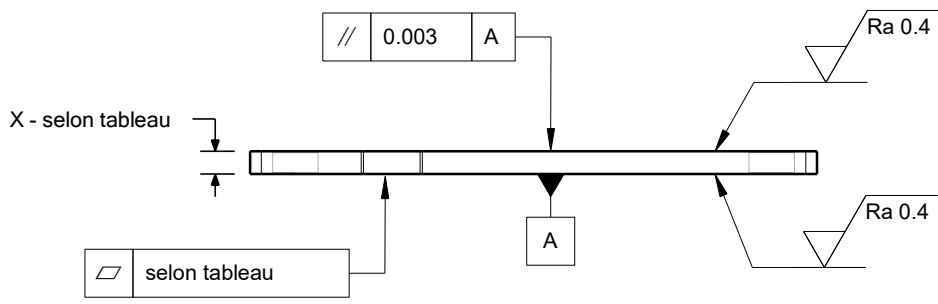 // 0.003 A
Ra 0.4
X - selon tableau
A
Ra 0.4
selon tableau